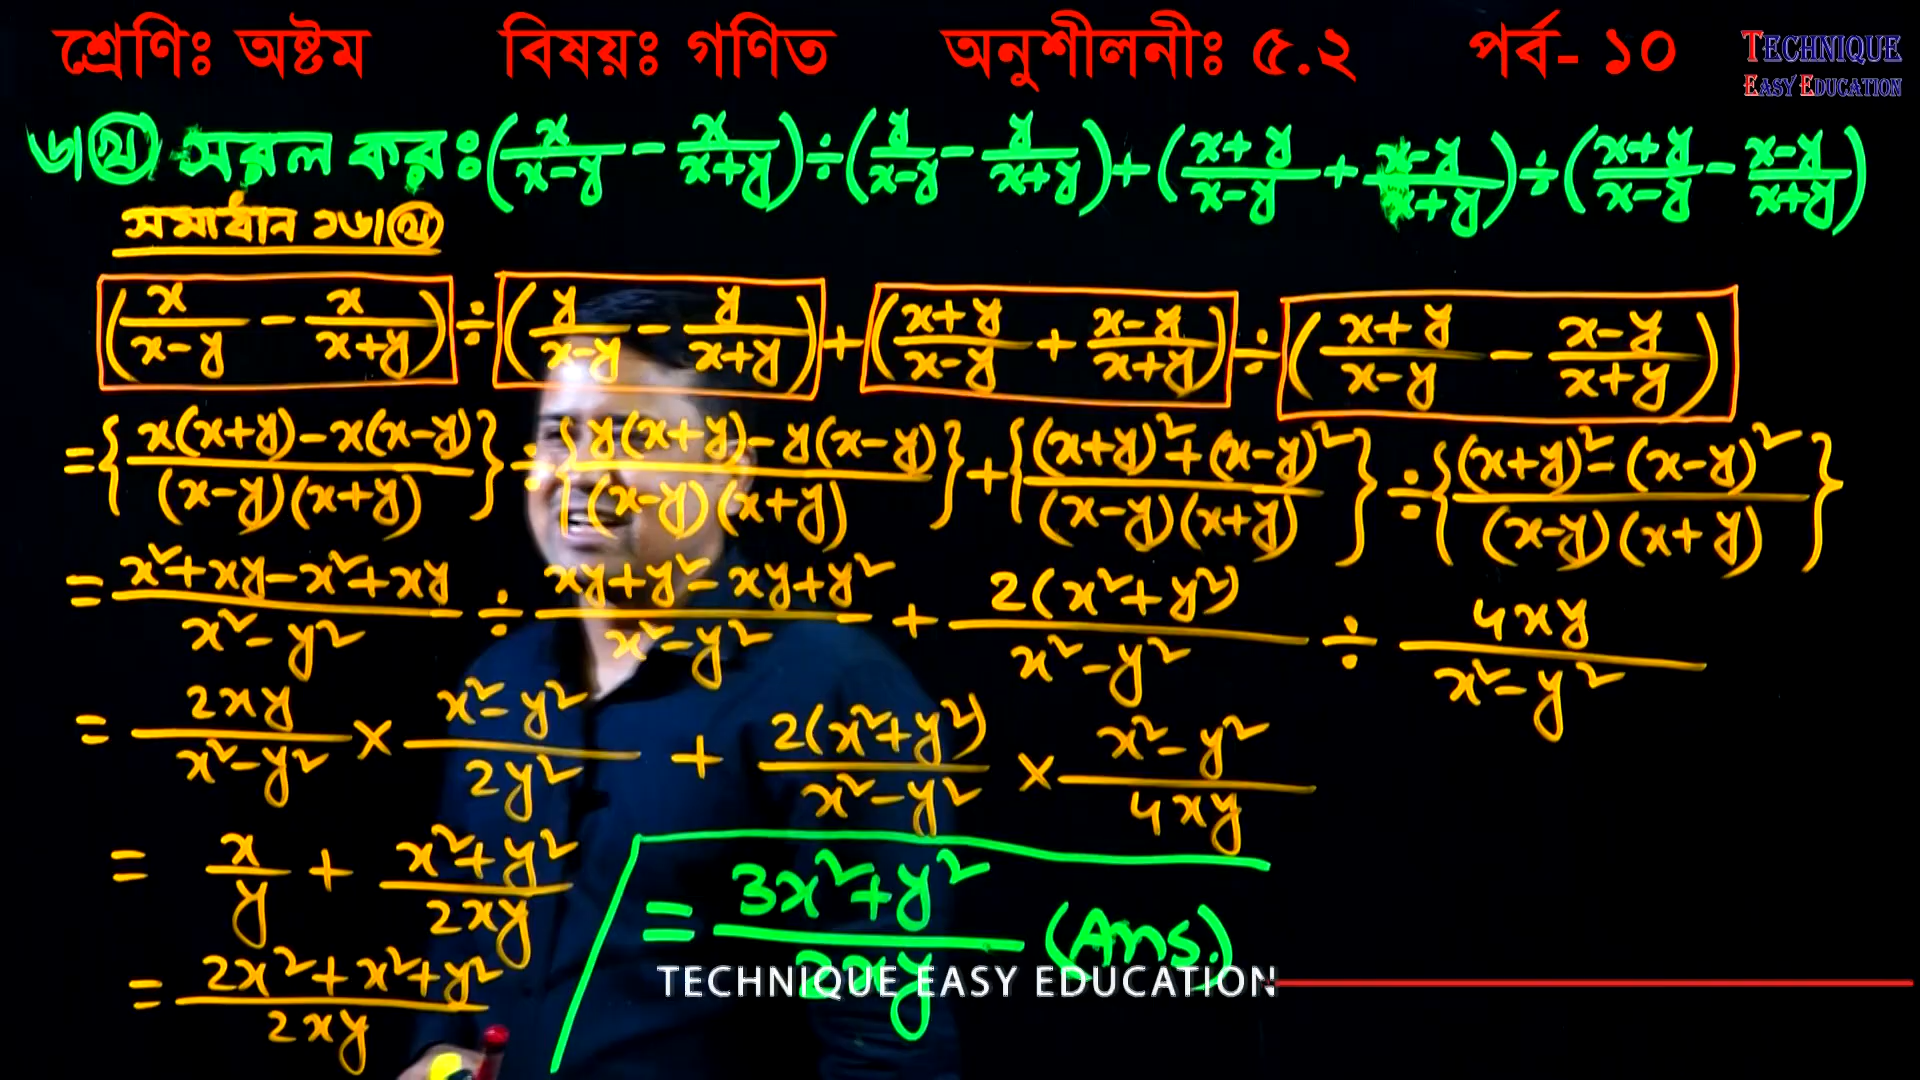 শ্রেণিঃ অষ্টম বিষয়ঃ গণিত অনুশীলনীঃ ৫.২ পর্ব- ১০
TECHNIQUE
EASY EDUCATION
৬। (খ) সরল কর: (x/(x-y) - x/(x+y)) ÷ (y/(x-y) - y/(x+y)) + ((x+y)/(x-y) + (x-y)/(x+y)) ÷ ((x+y)/(x-y) - (x-y)/(x+y))
সমাধান ১৬। (খ)
(x/(x-y) - x/(x+y)) ÷ (y/(x-y) - y/(x+y)) + ((x+y)/(x-y) + (x-y)/(x+y)) ÷ ((x+y)/(x-y) - (x-y)/(x+y))
= {(x(x+y) - x(x-y))/((x-y)(x+y))} ÷ {(y(x+y) - y(x-y))/((x-y)(x+y))} + {((x+y)² + (x-y)²)/((x-y)(x+y))} ÷ {((x+y)² - (x-y)²)/((x-y)(x+y))}
= (x²+xy-x²+xy)/(x²-y²) ÷ (xy+y²-xy+y²)/(x²-y²) + 2(x²+y²)/(x²-y²) ÷ 4xy/(x²-y²)
= 2xy/(x²-y²) × (x²-y²)/2y² + 2(x²+y²)/(x²-y²) × (x²-y²)/4xy
= x/y + (x²+y²)/2xy
= (2x²+x²+y²)/2xy
= (3x²+y²)/2xy (Ans.)
TECHNIQUE EASY EDUCATION